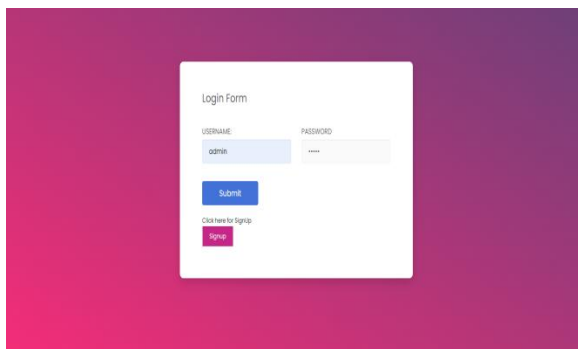 Login Form
USERNAME PASSWORD
admin •••••
Submit
Click here for SignUp
Signup